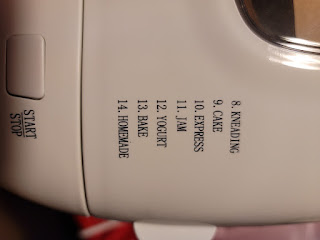 8. KNEADING
9. CAKE
10. EXPRESS
11. JAM
12. YOGURT
13. BAKE
14. HOMEMADE
START
STOP